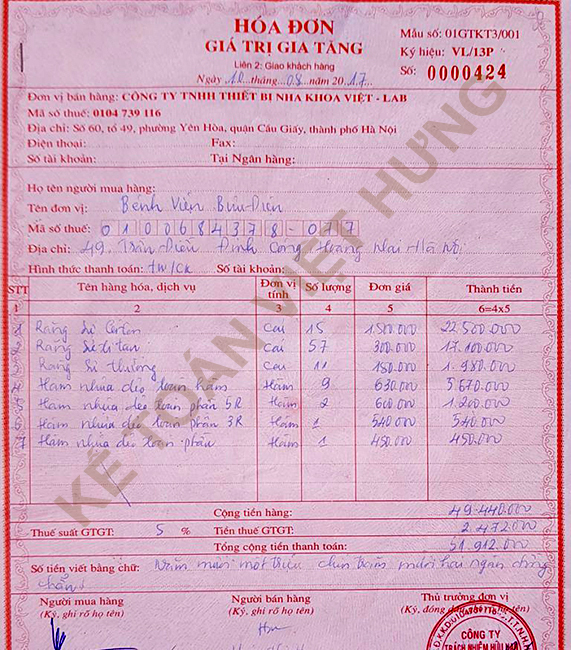 HÓA ĐƠN
GIÁ TRỊ GIA TĂNG
Liên 2: Giao khách hàng
Ngày 10 tháng 08 năm 2017
Mẫu số: 01GTKT3/001
Ký hiệu: VL/13P
Số: 0000424
Đơn vị bán hàng: CÔNG TY TNHH THIẾT BỊ NHA KHOA VIỆT - LAB
Mã số thuế: 0104 739 116
Địa chỉ: Số 60, tổ 49, phường Yên Hòa, quận Cầu Giấy, thành phố Hà Nội
Điện thoại: Fax:
Số tài khoản: Tại Ngân hàng:
Họ tên người mua hàng:
Tên đơn vị: Bệnh Viện Bưu Điện
Mã số thuế: 0100684378-077
Địa chỉ: 49 Trần Điền Định Công Hoàng Mai Hà Nội
Hình thức thanh toán: TM/CK Số tài khoản:
STT Tên hàng hóa, dịch vụ Đơn vị tính Số lượng Đơn giá Thành tiền
1 2 3 4 5 6=4x5
1 Răng sứ Cercon Cái 15 1.500.000 22.500.000
2 Răng sứ titan Cái 57 300.000 17.100.000
3 Răng sứ thường Cái 11 180.000 1.980.000
4 Hàm nhựa dẻo toàn hàm Hàm 9 630.000 5.670.000
5 Hàm nhựa dẻo toàn phần 5R Hàm 2 600.000 1.200.000
6 Hàm nhựa dẻo toàn phần 3R Hàm 1 540.000 540.000
7 Hàm nhựa dẻo toàn phần Hàm 1 450.000 450.000
Cộng tiền hàng: 49.440.000
Thuế suất GTGT: 5 % Tiền thuế GTGT: 2.472.000
Tổng cộng tiền thanh toán: 51.912.000
Số tiền viết bằng chữ: Năm mươi một triệu chín trăm mười hai ngàn đồng
chẵn
Người mua hàng Người bán hàng Thủ trưởng đơn vị
(Ký, ghi rõ họ tên) (Ký, ghi rõ họ tên) (Ký, đóng họ tên)
CÔNG TY
TRÁCH NHIỆM HỮU HẠN
KẾ TOÁN VIỆT HƯNG